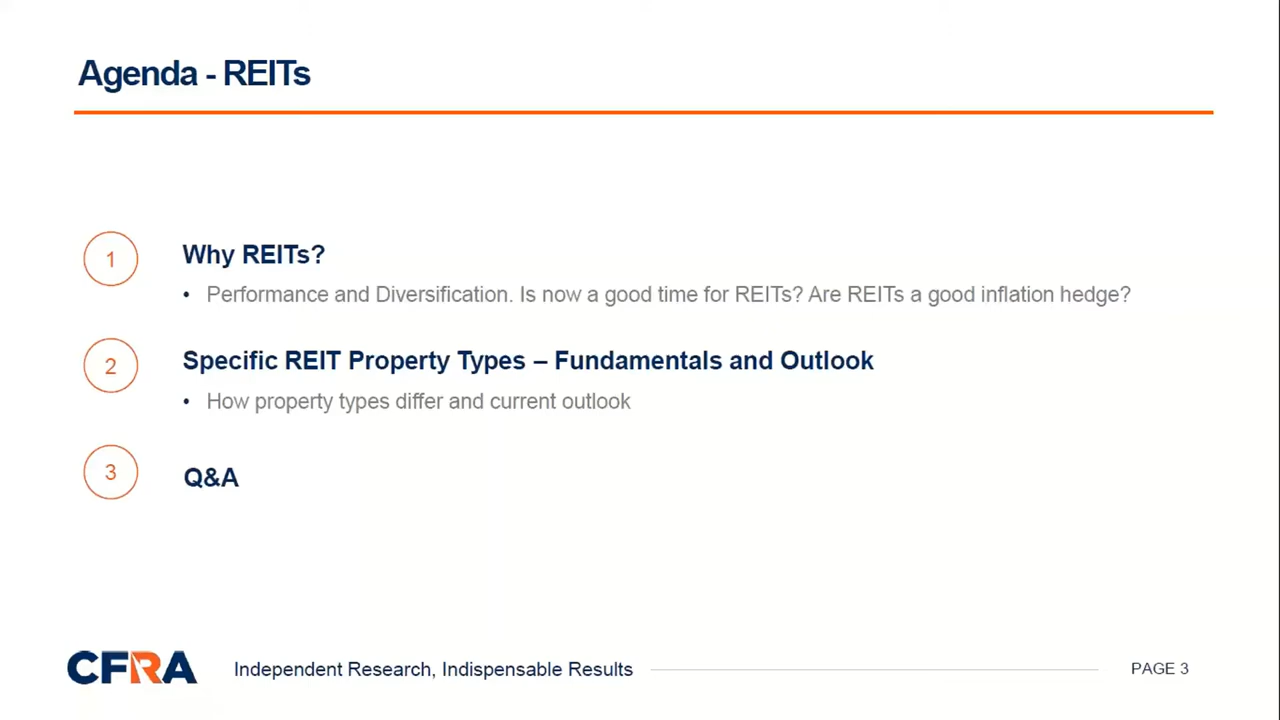 Agenda - REITs
1
Why REITs?
• Performance and Diversification. Is now a good time for REITs? Are REITs a good inflation hedge?
2
Specific REIT Property Types – Fundamentals and Outlook
• How property types differ and current outlook
3
Q&A
CFRA
Independent Research, Indispensable Results
PAGE 3